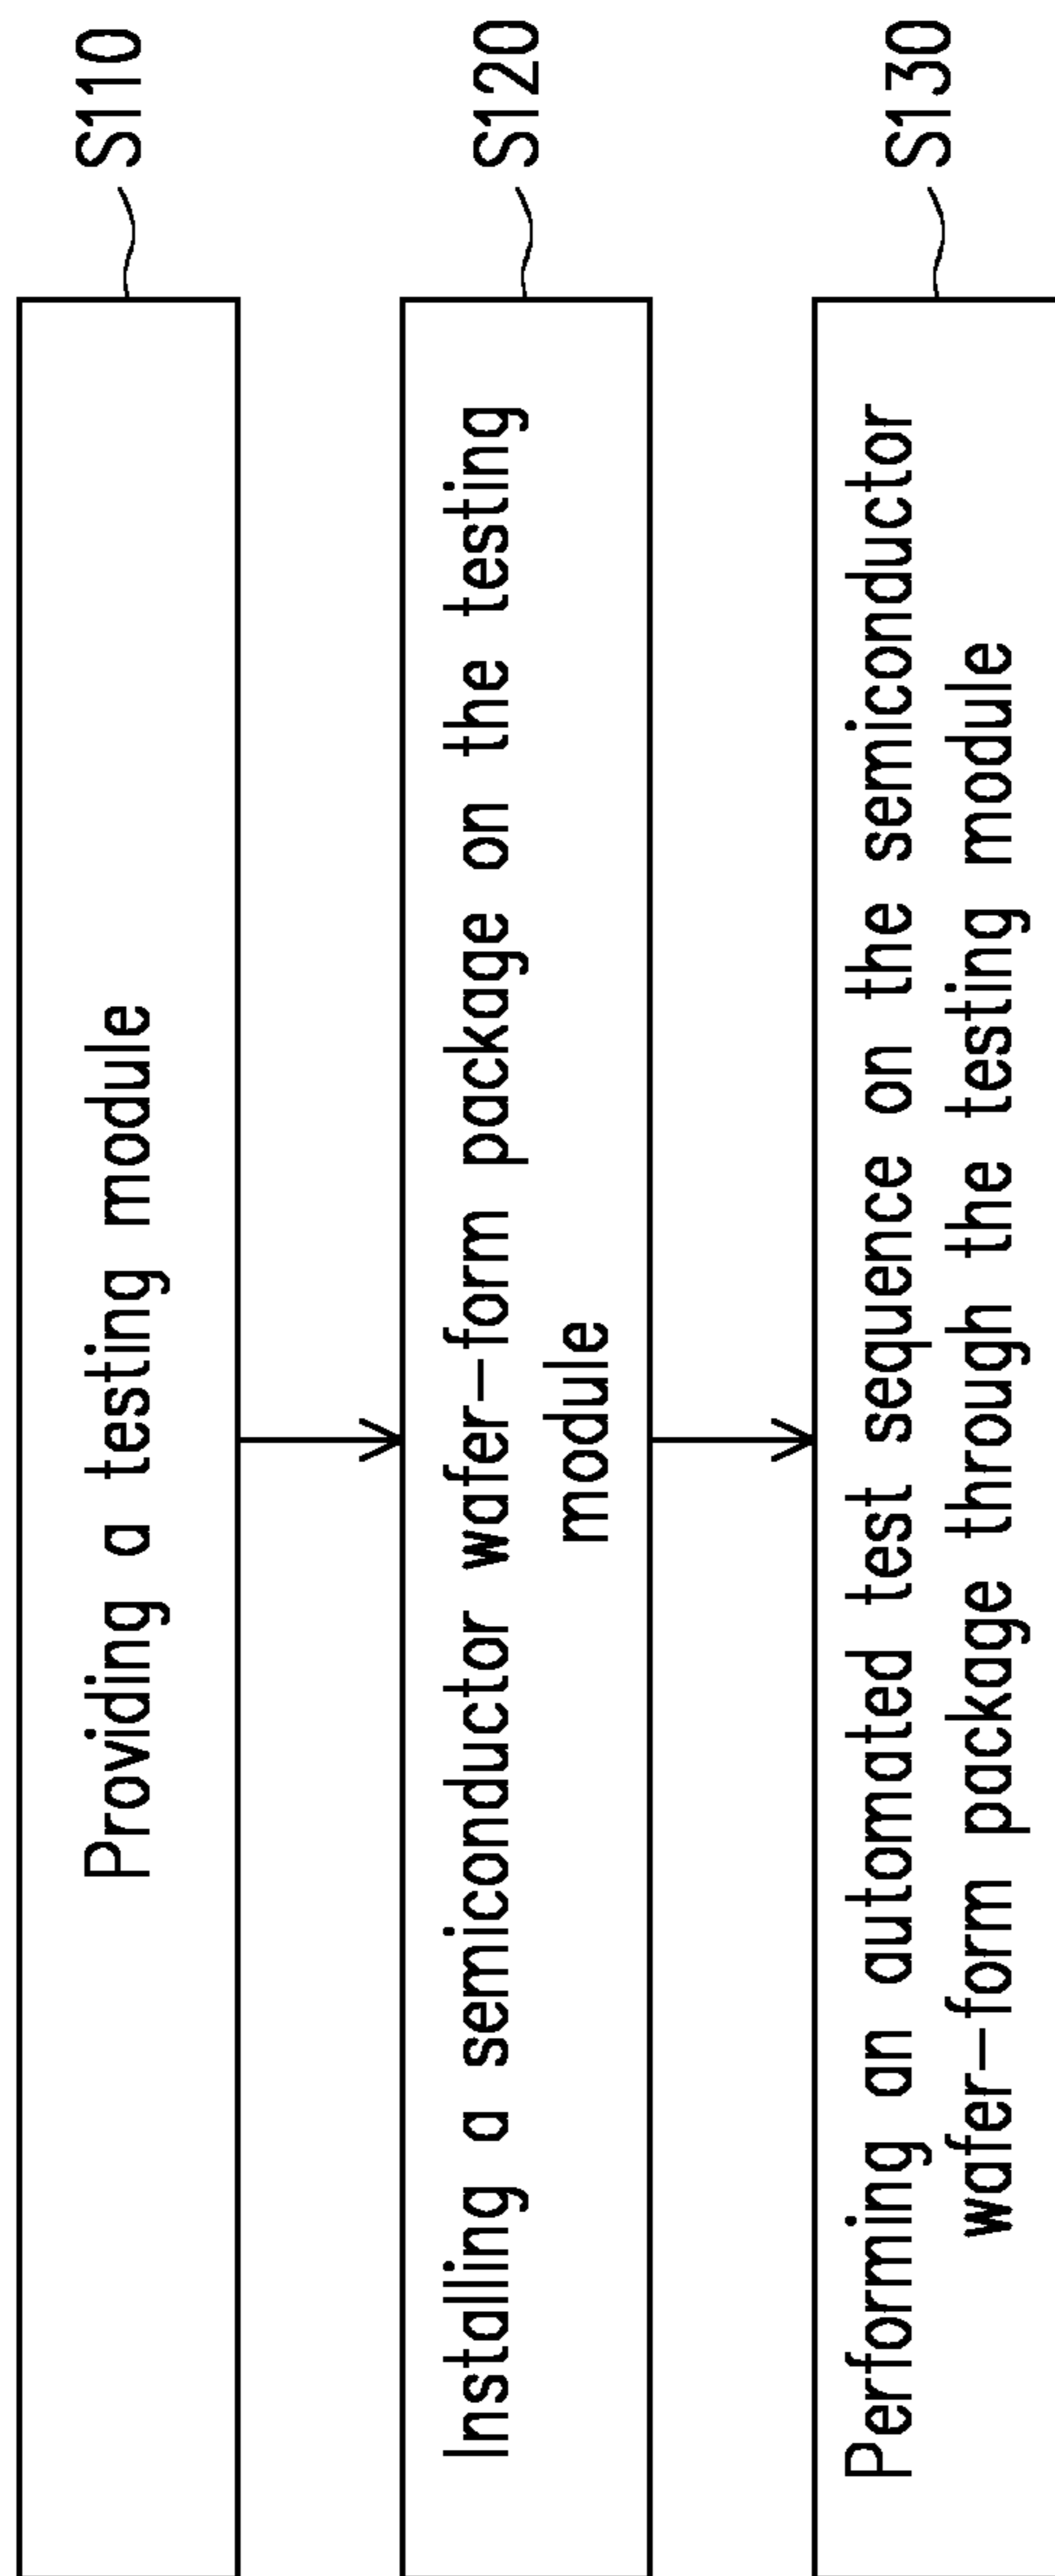 Providing a testing module
S110
Installing a semiconductor wafer-form package on the testing
module
S120
Performing an automated test sequence on the semiconductor
wafer-form package through the testing module
S130